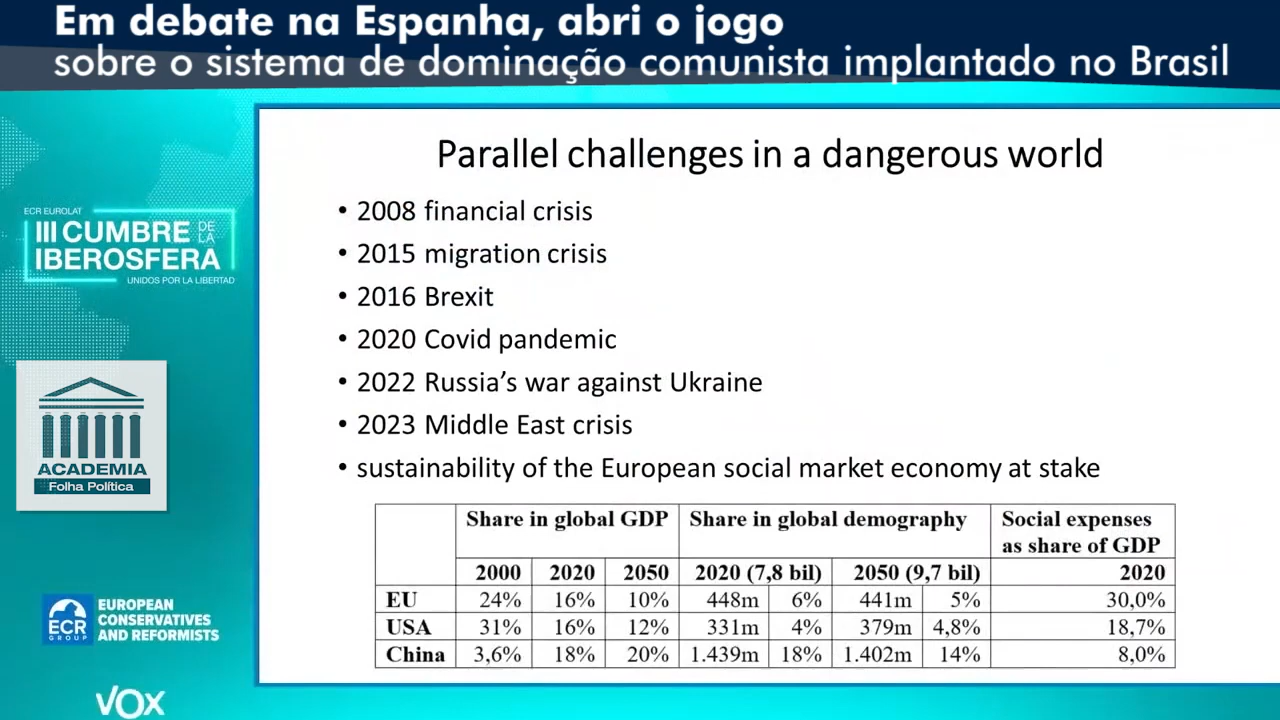 Em debate na Espanha, abri o jogo
sobre o sistema de dominação comunista implantado no Brasil
ECR EUROLAT
III CUMBRE DE LA
IBEROSFERA
UNIDOS POR LA LIBERTAD
ACADEMIA
Folha Política
ECR
GROUP
EUROPEAN
CONSERVATIVES
AND REFORMISTS
VOX
Parallel challenges in a dangerous world
• 2008 financial crisis
• 2015 migration crisis
• 2016 Brexit
• 2020 Covid pandemic
• 2022 Russia’s war against Ukraine
• 2023 Middle East crisis
• sustainability of the European social market economy at stake
Share in global GDP Share in global demography Social expenses
as share of GDP
2000 2020 2050 2020 (7,8 bil) 2050 (9,7 bil) 2020
EU 24% 16% 10% 448m 6% 441m 5% 30,0%
USA 31% 16% 12% 331m 4% 379m 4,8% 18,7%
China 3,6% 18% 20% 1.439m 18% 1.402m 14% 8,0%